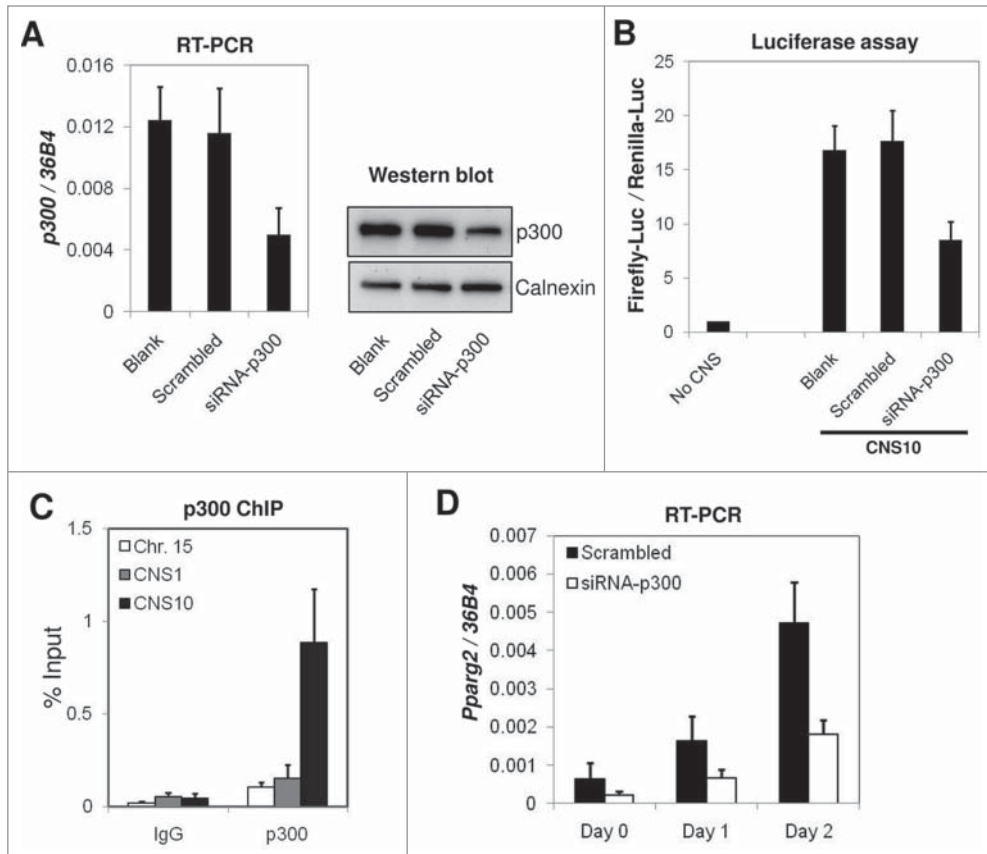 A
RT-PCR
p300 / 36B4
0.016
0.012
0.008
0.004
0
Blank
Scrambled
siRNA-p300
Western blot
p300
Calnexin
Blank
Scrambled
siRNA-p300
B
Luciferase assay
Firefly-Luc / Renilla-Luc
25
20
15
10
5
0
No CNS
Blank
Scrambled
siRNA-p300
CNS10
C
p300 ChIP
% Input
1.5
1
0.5
0
Chr. 15
CNS1
CNS10
IgG
p300
D
RT-PCR
Pparg2 / 36B4
0.007
0.006
0.005
0.004
0.003
0.002
0.001
0
Scrambled
siRNA-p300
Day 0
Day 1
Day 2